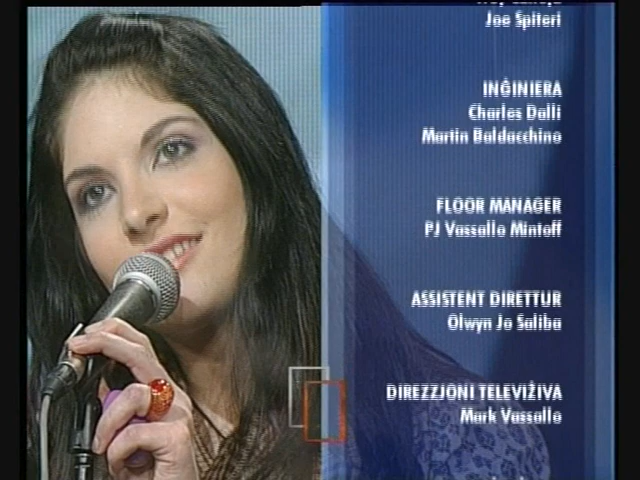 Joe Spiteri
INĠINIERA
Charles Dalli
Martin Baldacchino
FLOOR MANAGER
PJ Vassallo Mintoff
ASSISTENT DIRETTUR
Olwyn Jo Saliba
DIREZZJONI TELEVIŻIVA
Mark Vassallo